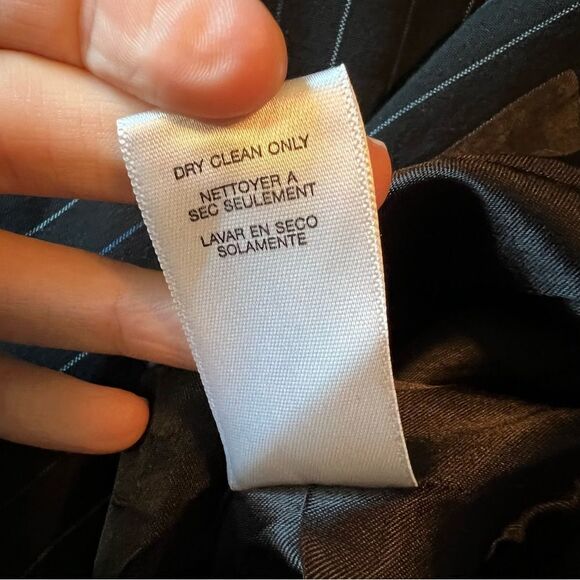 DRY CLEAN ONLY
NETTOYER A
SEC SEULEMENT
LAVAR EN SECO
SOLAMENTE